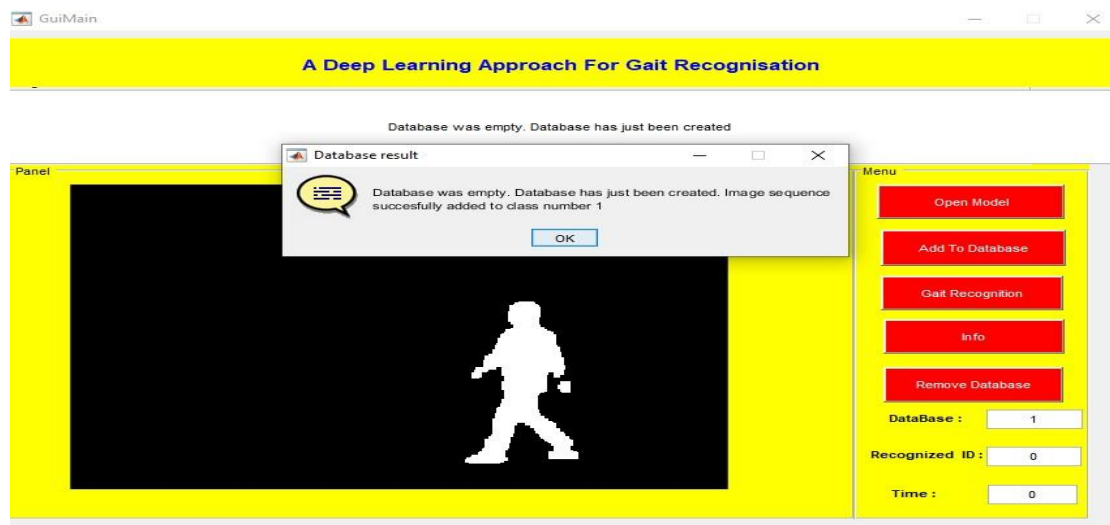 GuiMain
A Deep Learning Approach For Gait Recognisation
Database was empty. Database has just been created
Database result
Database was empty. Database has just been created. Image sequence
succesfully added to class number 1
OK
Panel
Menu
Open Model
Add To Database
Gait Recognition
Info
Remove Database
DataBase : 1
Recognized ID : 0
Time : 0